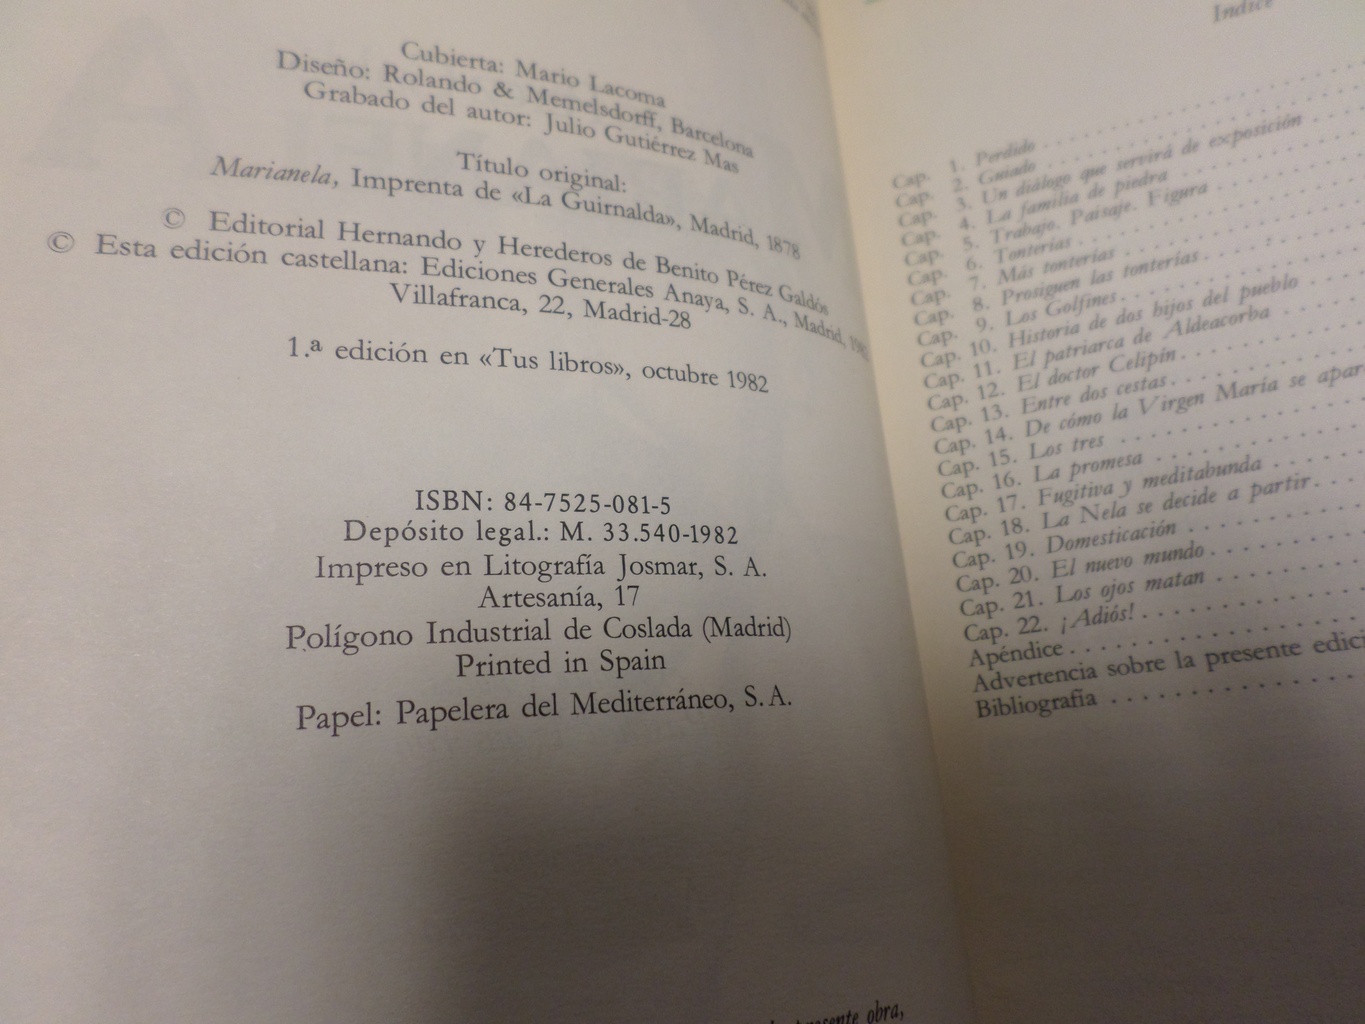 Cubierta: Mario Lacoma
Diseño: Rolando & Memelsdorff, Barcelona
Grabado del autor: Julio Gutiérrez Mas
Título original:
Marianela, Imprenta de «La Guirnalda», Madrid, 1878
© Editorial Hernando y Herederos de Benito Pérez Galdós
© Esta edición castellana: Ediciones Generales Anaya, S. A., Madrid,
Villafranca, 22, Madrid-28
1.ª edición en «Tus libros», octubre 1982
ISBN: 84-7525-081-5
Depósito legal.: M. 33.540-1982
Impreso en Litografía Josmar, S. A.
Artesanía, 17
Polígono Industrial de Coslada (Madrid)
Printed in Spain
Papel: Papelera del Mediterráneo, S.A.
presente obra,
Indice
Cap. 1. Perdido
Cap. 2. Guiado
Cap. 3. Un diálogo que servirá de exposición
Cap. 4. La familia de piedra
Cap. 5. Trabajo. Paisaje. Figura
Cap. 6. Tonterías
Cap. 7. Más tonterías
Cap. 8. Prosiguen las tonterías
Cap. 9. Los Golfines
Cap. 10. Historia de dos hijos del pueblo
Cap. 11. El patriarca de Aldeacorba
Cap. 12. El doctor Celipín
Cap. 13. Entre dos cestas
Cap. 14. De cómo la Virgen María se apar
Cap. 15. Los tres
Cap. 16. La promesa
Cap. 17. Fugitiva y meditabunda
Cap. 18. La Nela se decide a partir
Cap. 19. Domesticación
Cap. 20. El nuevo mundo
Cap. 21. Los ojos matan
Cap. 22. ¡Adiós!
Apéndice
Advertencia sobre la presente edici
Bibliografía